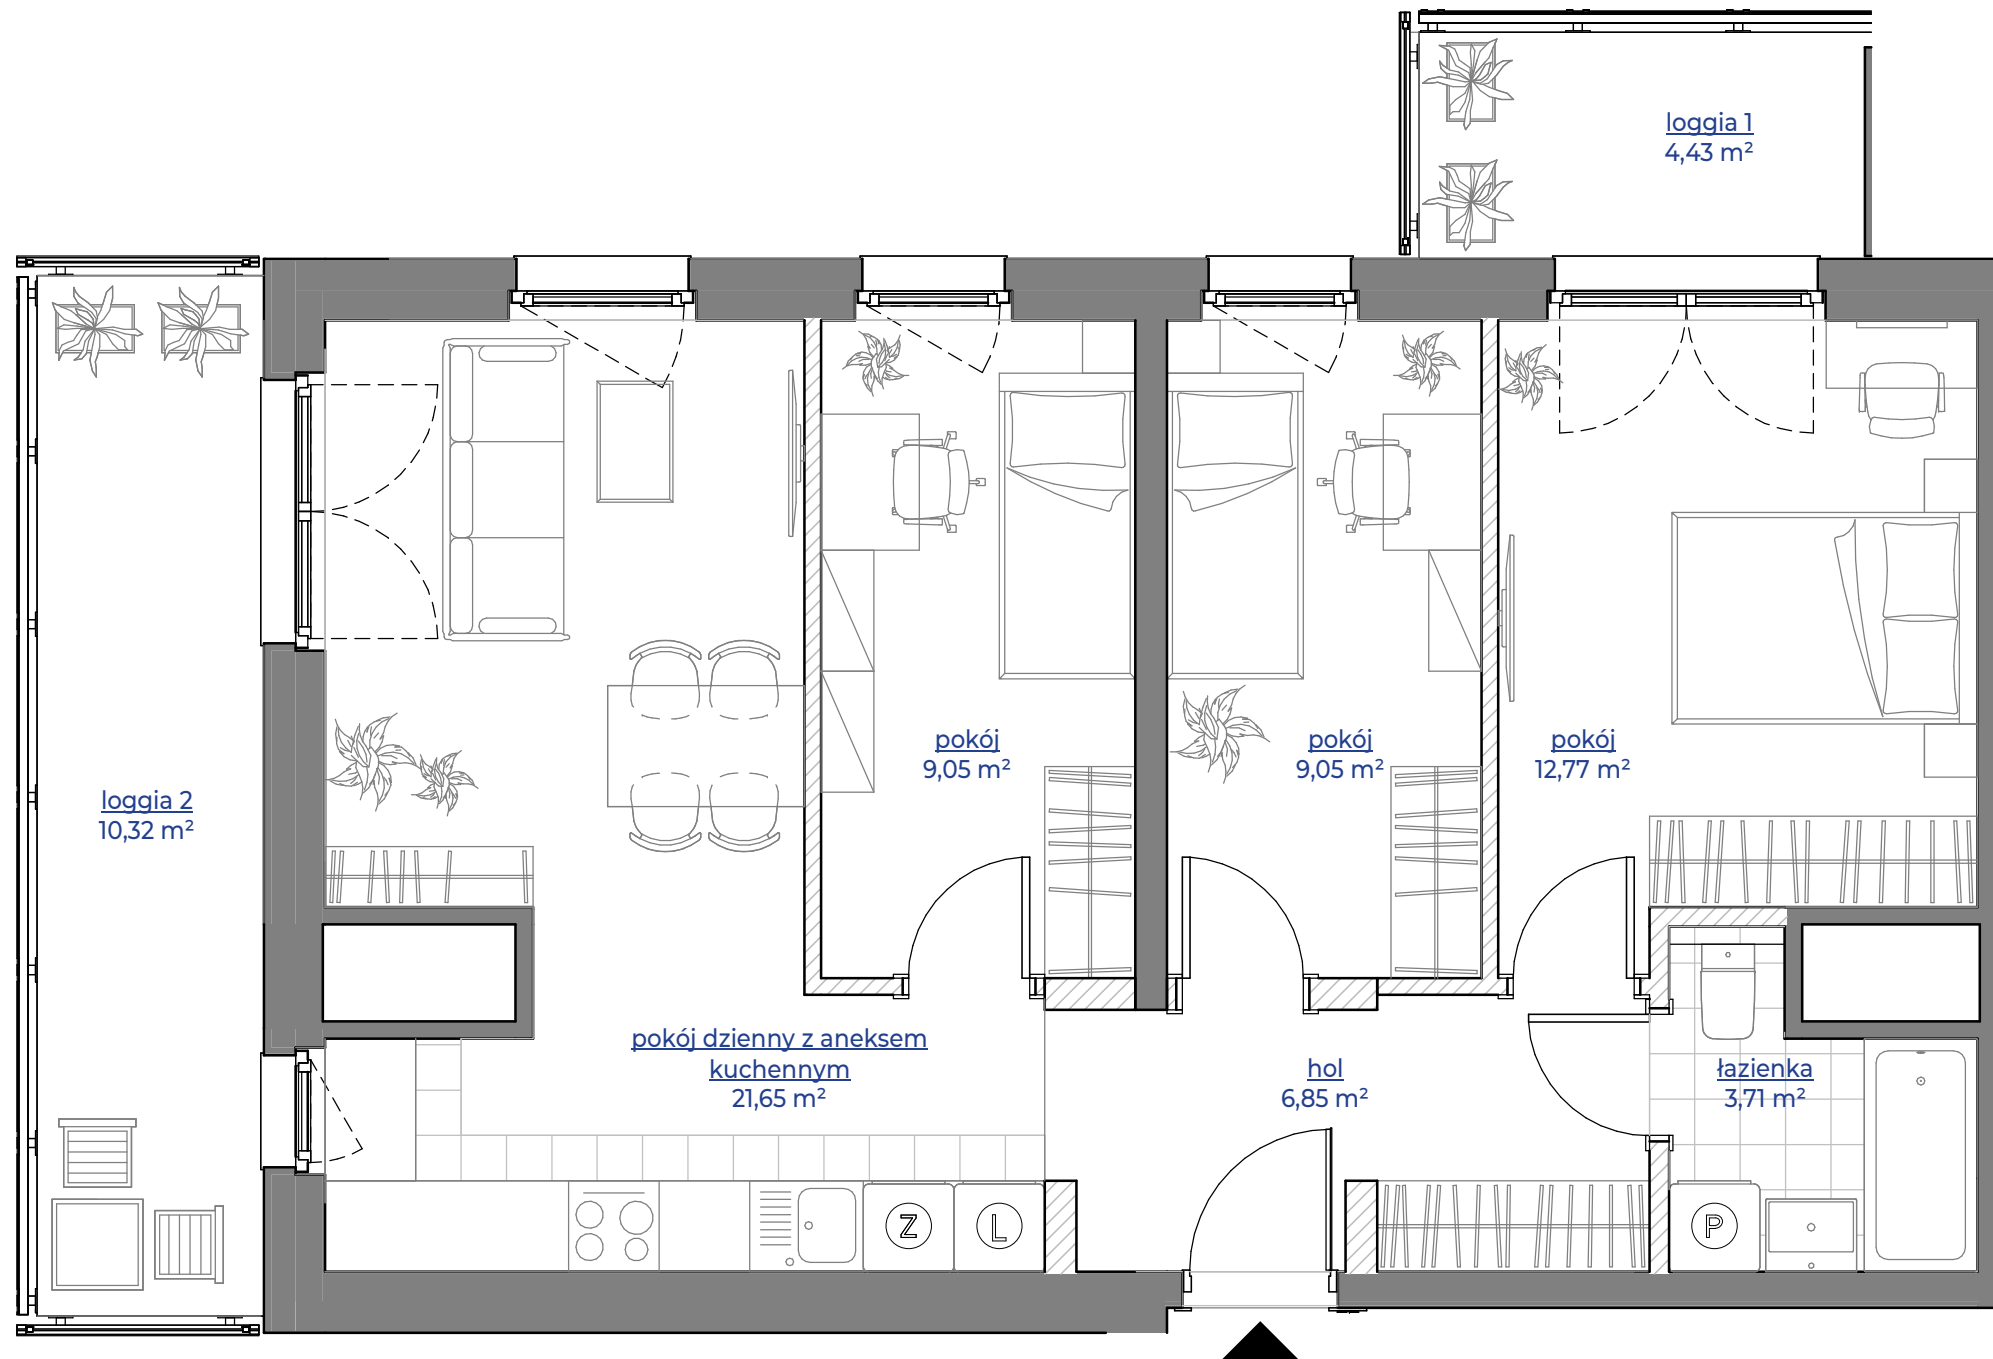 loggia 1
4,43 m²
pokój
9,05 m²
pokój
9,05 m²
pokój
12,77 m²
loggia 2
10,32 m²
pokój dzienny z aneksem
kuchennym
21,65 m²
hol
6,85 m²
łazienka
3,71 m²
Z
L
P